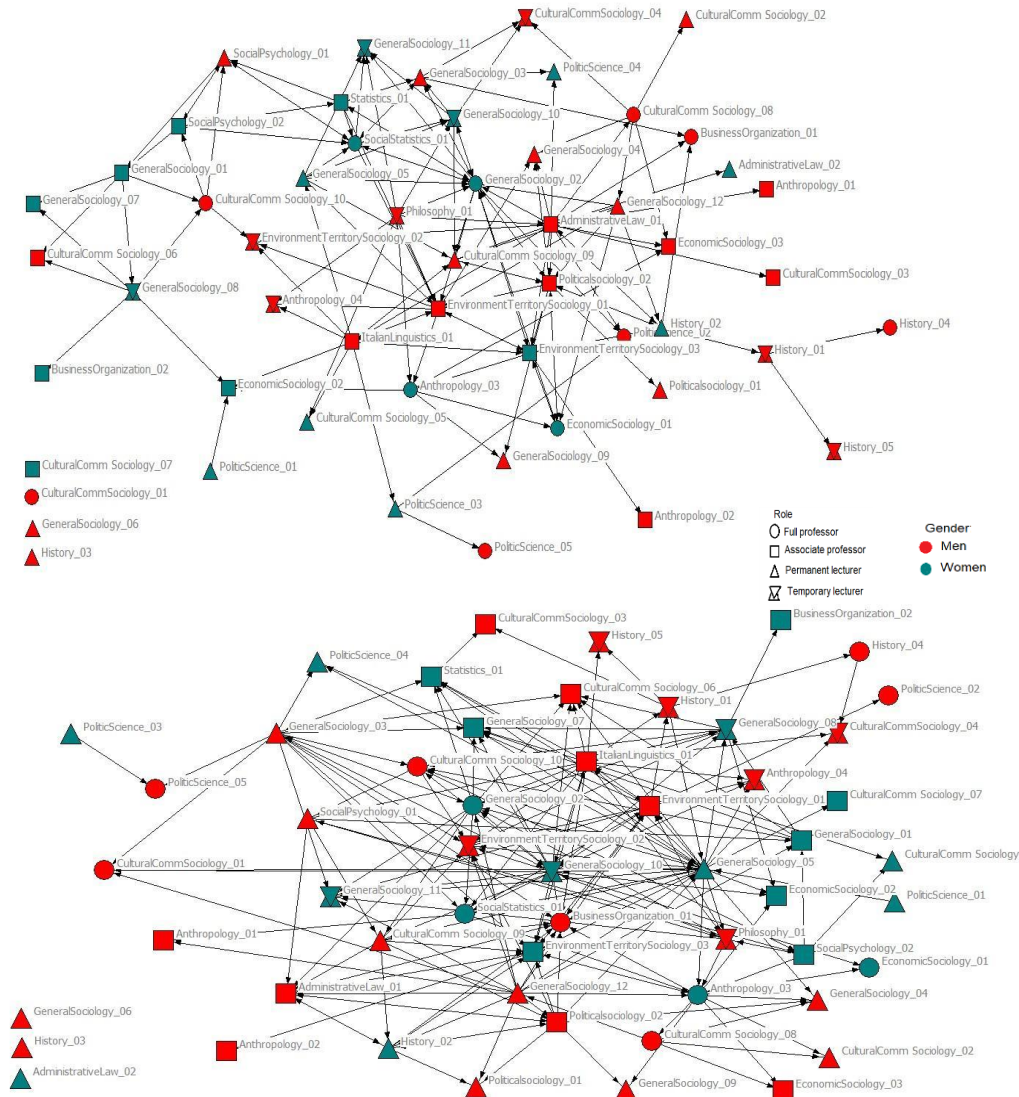 CulturalCommSociology_04
CulturalComm Sociology_02
GeneralSociology_11
SocialPsychology_01
GeneralSociology_03
PoliticScience_04
Statistics_01
CulturalComm Sociology_08
GeneralSociology_10
SocialPsychology_02
SocialStatistics_01
BusinessOrganization_01
GeneralSociology_04
AdministrativeLaw_02
GeneralSociology_01
GeneralSociology_05
GeneralSociology_02
Anthropology_01
GeneralSociology_07
CulturalComm Sociology_10
Philosophy_01
GeneralSociology_12
AdministrativeLaw_01
EnvironmentTerritorySociology_02
EconomicSociology_03
CulturalComm Sociology_06
CulturalComm Sociology_09
GeneralSociology_08
Politicalsociology_02
CulturalCommSociology_03
Anthropology_04
EnvironmentTerritorySociology_01
History_02
History_04
ItalianLinguistics_01
PoliticScience_02
EnvironmentTerritorySociology_03
History_01
BusinessOrganization_02
EconomicSociology_02
Anthropology_03
Politicalsociology_01
CulturalComm Sociology_05
EconomicSociology_01
History_05
GeneralSociology_09
CulturalComm Sociology_07
PoliticScience_01
CulturalCommSociology_01
PoliticScience_03
Anthropology_02
GeneralSociology_06
PoliticScience_05
History_03
Role
Full professor
Associate professor
Permanent lecturer
Temporary lecturer
Gender
Men
Women
CulturalCommSociology_03
BusinessOrganization_02
History_05
History_04
PoliticScience_04
Statistics_01
CulturalComm Sociology_06
PoliticScience_02
History_01
PoliticScience_03
GeneralSociology_03
GeneralSociology_07
GeneralSociology_08
CulturalCommSociology_04
CulturalComm Sociology_10
ItalianLinguistics_01
PoliticScience_05
Anthropology_04
GeneralSociology_02
EnvironmentTerritorySociology_01
CulturalComm Sociology_07
SocialPsychology_01
EnvironmentTerritorySociology_02
GeneralSociology_01
CulturalCommSociology_01
GeneralSociology_10
GeneralSociology_05
CulturalComm Sociology
GeneralSociology_11
EconomicSociology_02
PoliticScience_01
SocialStatistics_01
BusinessOrganization_01
Philosophy_01
Anthropology_01
CulturalComm Sociology_09
EnvironmentTerritorySociology_03
SocialPsychology_02
EconomicSociology_01
AdministrativeLaw_01
GeneralSociology_12
Anthropology_03
GeneralSociology_04
GeneralSociology_06
Politicalsociology_02
History_03
Anthropology_02
History_02
CulturalComm Sociology_08
CulturalComm Sociology_02
AdministrativeLaw_02
Politicalsociology_01
GeneralSociology_09
EconomicSociology_03